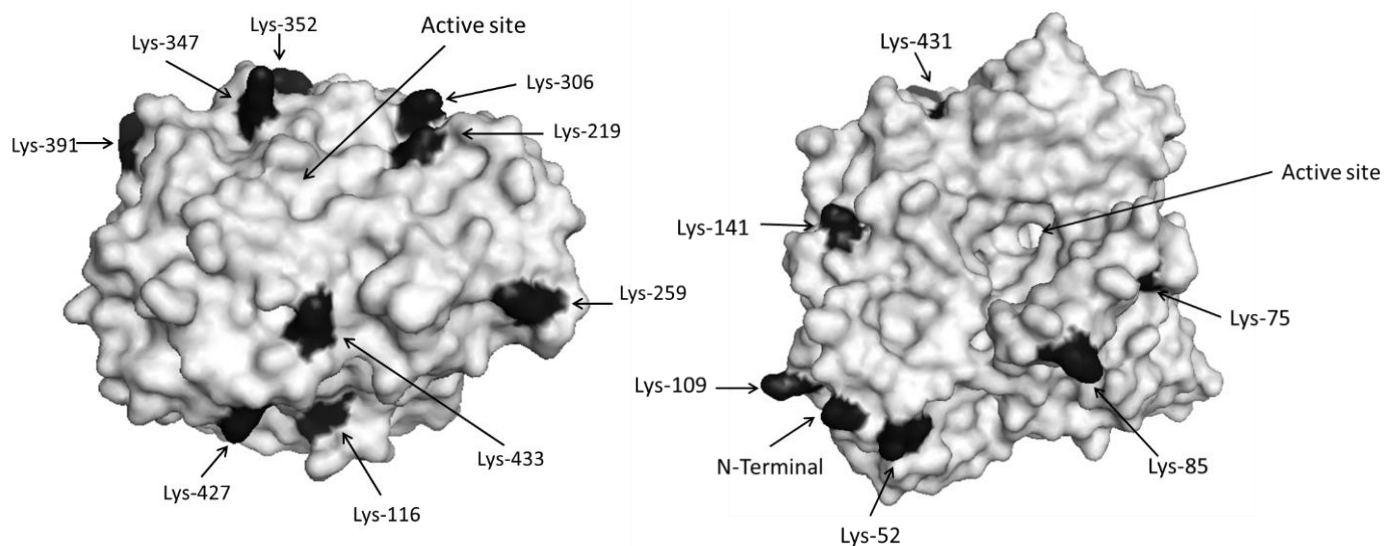 Lys-352
Active site
Lys-347
Lys-306
Lys-219
Lys-391
Lys-259
Lys-433
Lys-427
Lys-116
Lys-431
Active site
Lys-141
Lys-75
Lys-109
N-Terminal
Lys-85
Lys-52